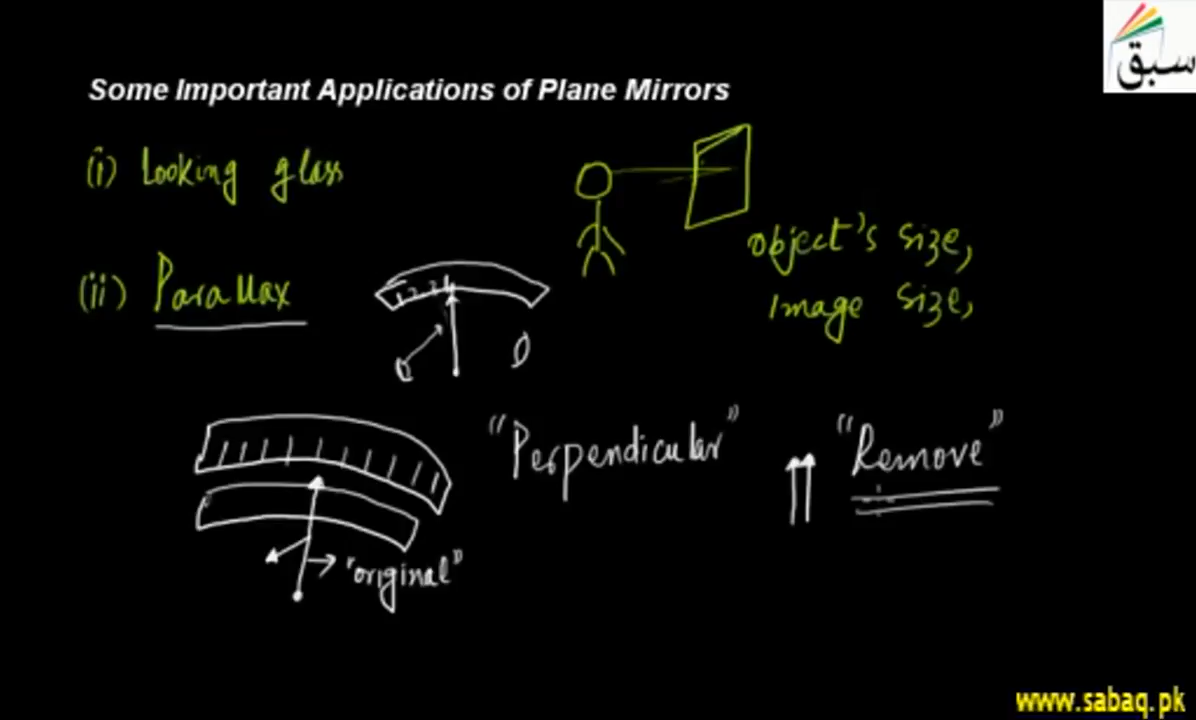 سبق
Some Important Applications of Plane Mirrors
(i) Looking glass
object's size,
(ii) Parallax
Image size,
"Perpendicular"
"Remove"
"original"
www.sabaq.pk